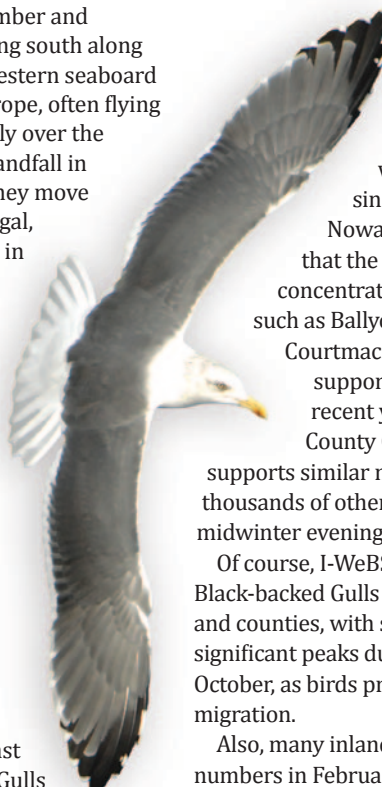 mber and
ng south along
estern seaboard
rope, often flying
ly over the
andfall in
hey move
gal,
in
ast
Gulls
sin
Nowa
that the
concentrat
such as Ballyc
Courtmac
suppor
recent y
County
supports similar
thousands of other
midwinter evening
Of course, I-WeBS
Black-backed Gulls
and counties, with s
significant peaks du
October, as birds pr
migration.
Also, many inlan
numbers in Februa